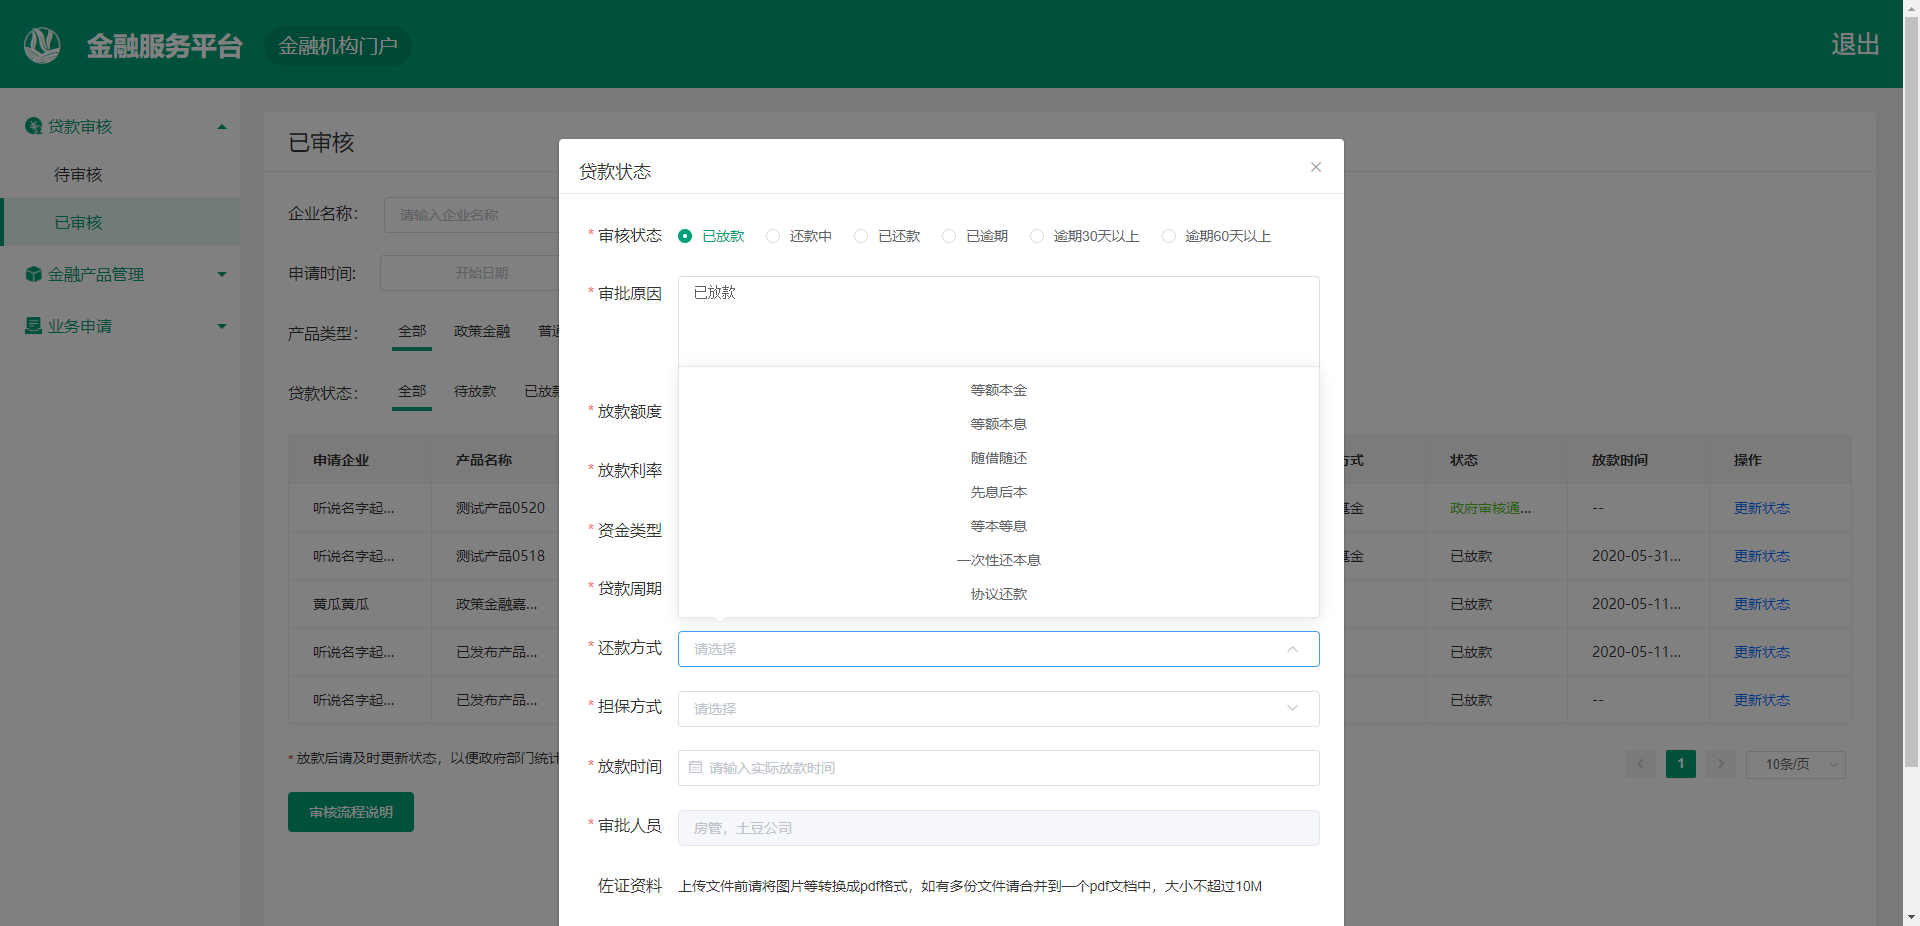 金融服务平台 金融机构门户 退出
贷款审核
待审核
已审核
金融产品管理
业务申请
已审核
企业名称： 请输入企业名称
申请时间： 开始日期
产品类型： 全部 政策金融
贷款状态： 全部 待放款 已放
申请企业 产品名称 方式 状态 放款时间 操作
听说名字起... 测试产品0520 基金 政府审核通... -- 更新状态
听说名字起... 测试产品0518 基金 已放款 2020-05-31... 更新状态
黄瓜黄瓜 政策金融嘉... 已放款 2020-05-11... 更新状态
听说名字起... 已发布产品... 已放款 2020-05-11... 更新状态
听说名字起... 已发布产品... 已放款 -- 更新状态
* 放款后请及时更新状态，以便政府部门统计
1 10条/页
审核流程说明
贷款状态
* 审核状态 已放款 还款中 已还款 已逾期 逾期30天以上 逾期60天以上
* 审批原因 已放款
* 放款额度
* 放款利率
* 资金类型
* 贷款周期
等额本金
等额本息
随借随还
先息后本
等本等息
一次性还本息
协议还款
* 还款方式 请选择
* 担保方式 请选择
* 放款时间 请输入实际放款时间
* 审批人员 房管，土豆公司
佐证资料 上传文件前请将图片等转换成pdf格式，如有多份文件请合并到一个pdf文档中，大小不超过10M